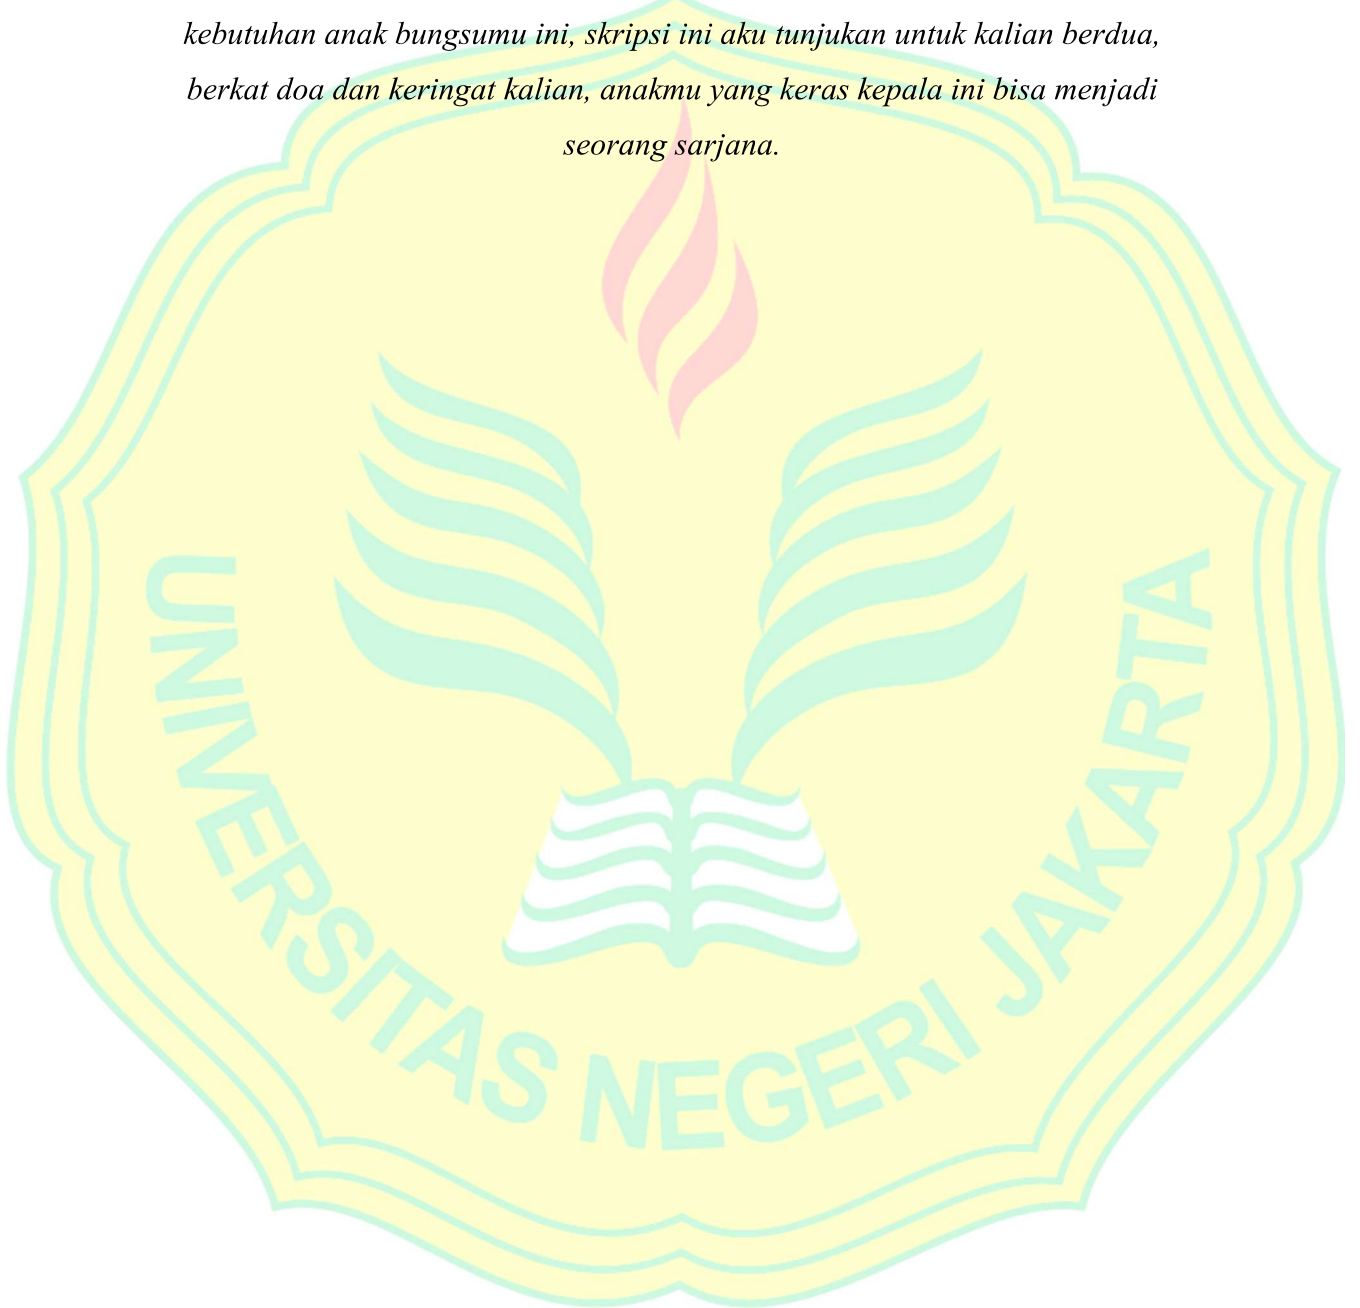 kebutuhan anak bungsumu ini, skripsi ini aku tunjukan untuk kalian berdua,
berkat doa dan keringat kalian, anakmu yang keras kepala ini bisa menjadi
seorang sarjana.
UNIVERSITAS NEGERI JAKARTA